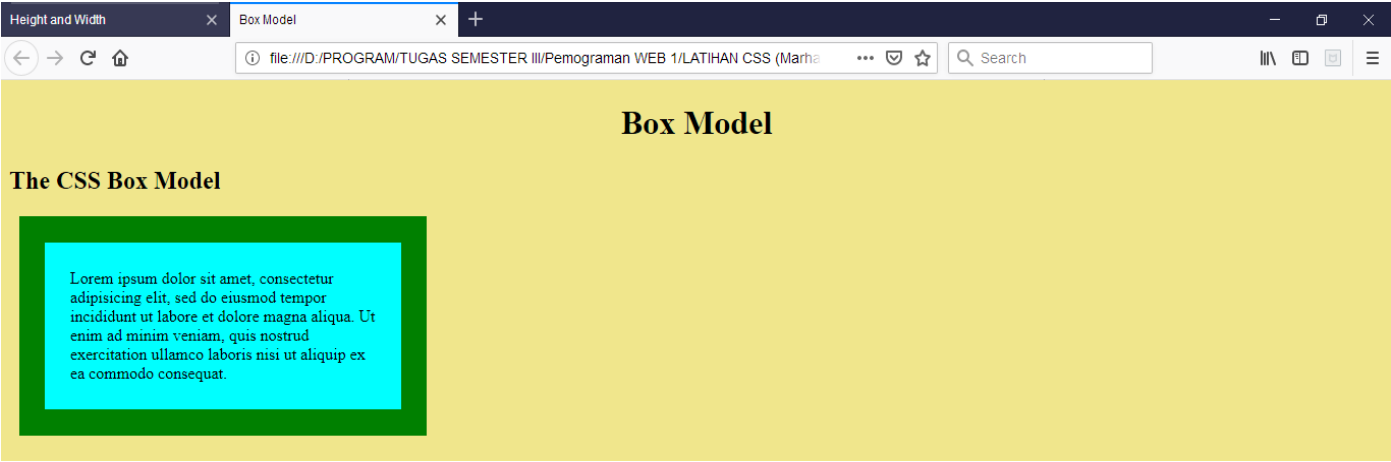 Height and Width
Box Model
file:///D:/PROGRAM/TUGAS SEMESTER III/Pemograman WEB 1/LATIHAN CSS (Marha
Search
Box Model
The CSS Box Model
Lorem ipsum dolor sit amet, consectetur
adipisicing elit, sed do eiusmod tempor
incididunt ut labore et dolore magna aliqua. Ut
enim ad minim veniam, quis nostrud
exercitation ullamco laboris nisi ut aliquip ex
ea commodo consequat.